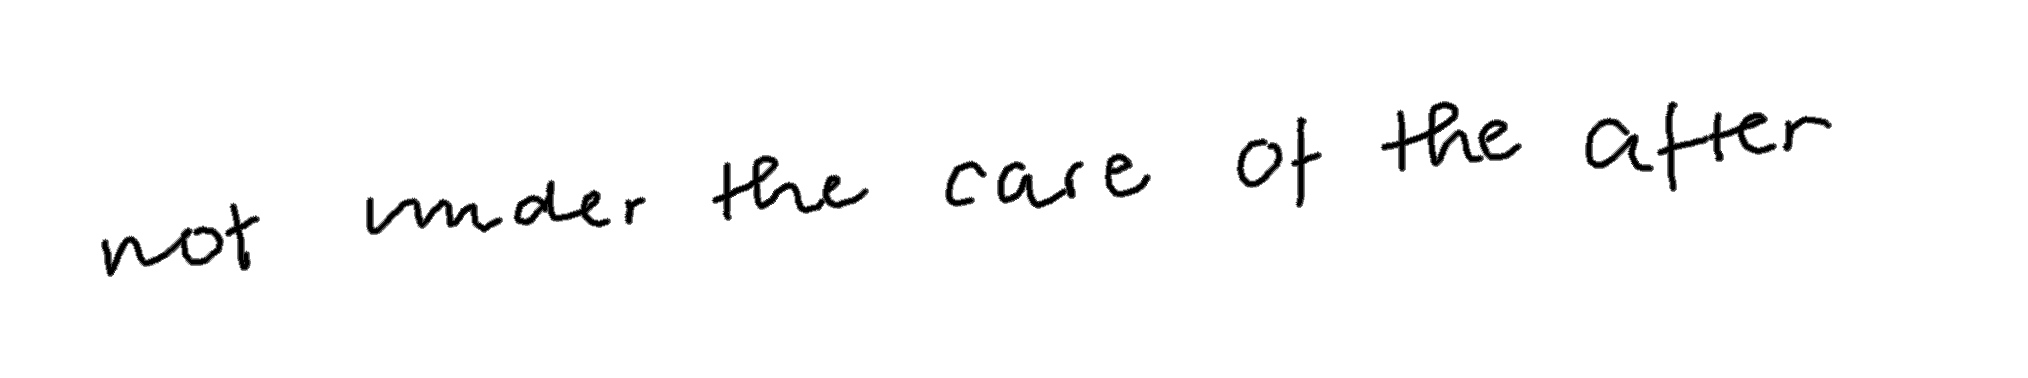 not under the care of the after